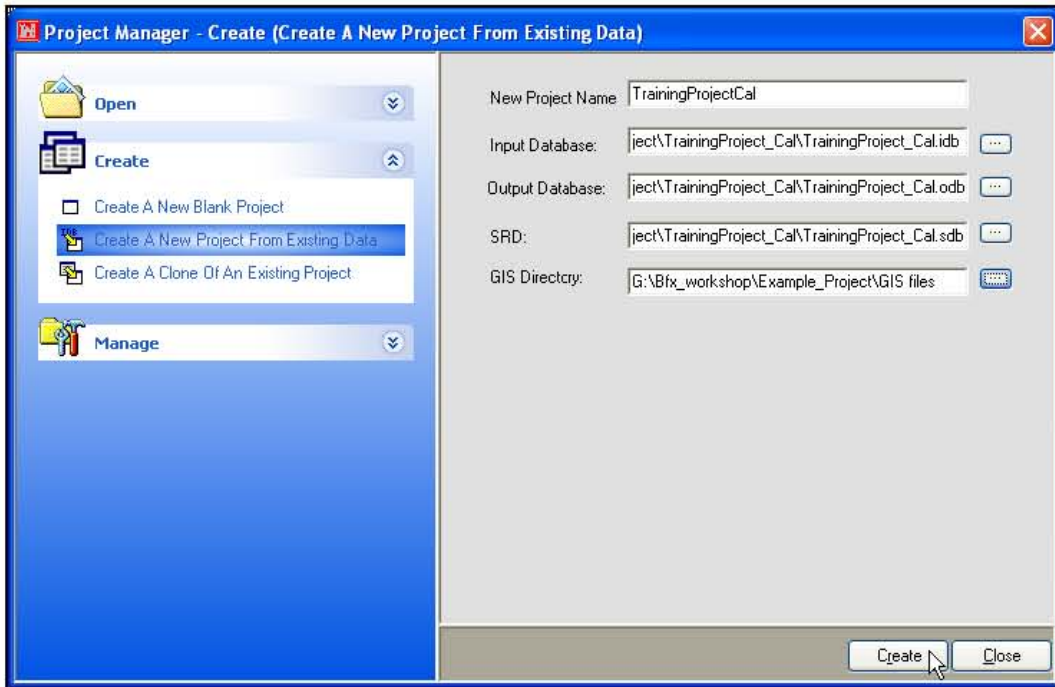 Project Manager - Create (Create A New Project From Existing Data)
Open
Create
Create A New Blank Project
Create A New Project From Existing Data
Create A Clone Of An Existing Project
Manage
New Project Name TrainingProjectCal
Input Database: ject\TrainingProject_Cal\TrainingProject_Cal.idb ...
Output Database: ject\TrainingProject_Cal\TrainingProject_Cal.odb ...
SRD: ject\TrainingProject_Cal\TrainingProject_Cal.sdb ...
GIS Directory: G:\Bfx_workshop\Example_Project\GIS files ...
Create Close